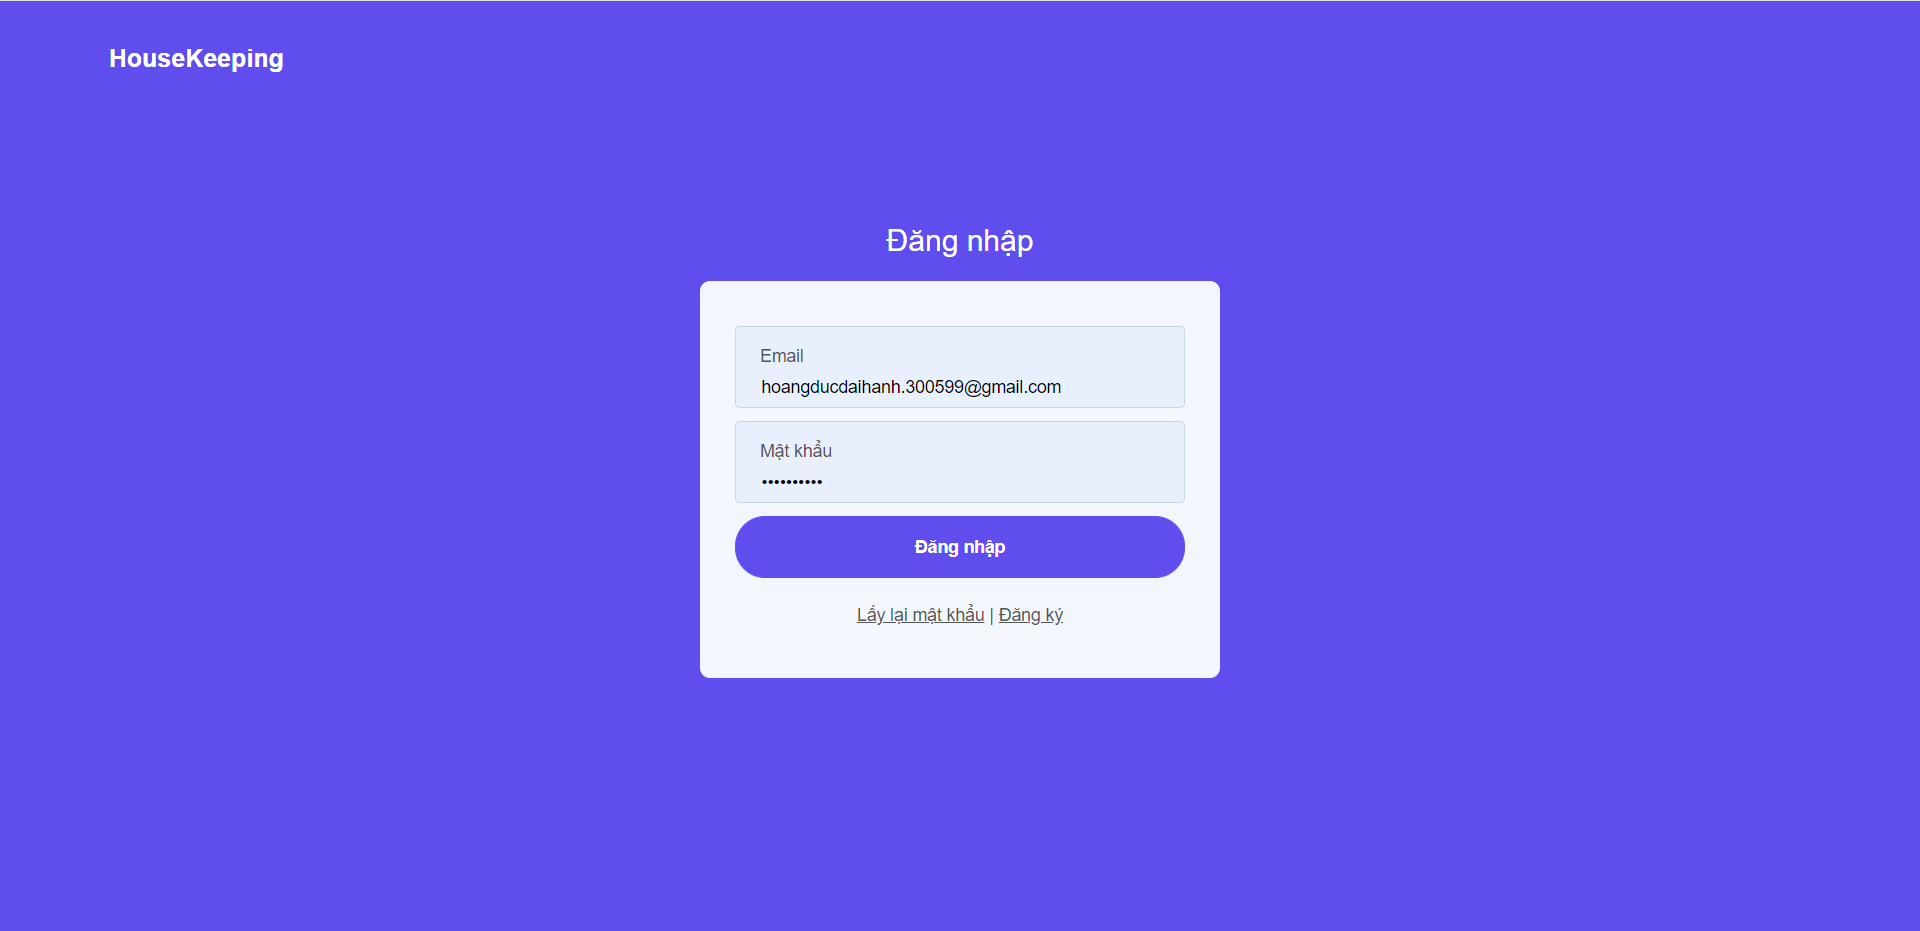 HouseKeeping
Đăng nhập
Email
hoangducdaihanh.300599@gmail.com
Mật khẩu
••••••••••
Đăng nhập
Lấy lại mật khẩu | Đăng ký